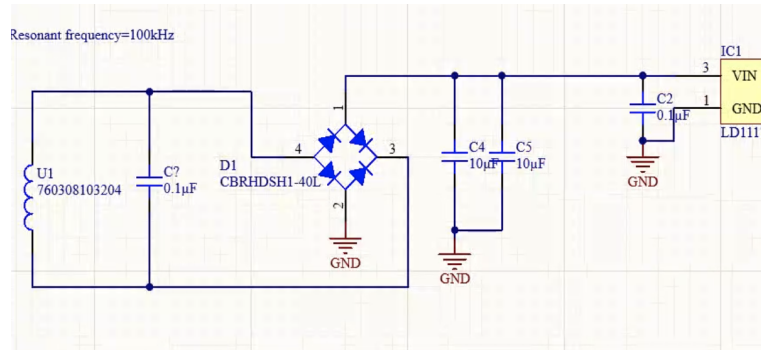 Resonant frequency=100kHz
IC1
3
VIN
1
GND
LD111
C2
0.1µF
GND
1
4
3
2
D1
CBRHDSH1-40L
GND
U1
760308103204
C?
0.1µF
C4
10µF
C5
10µF
GND